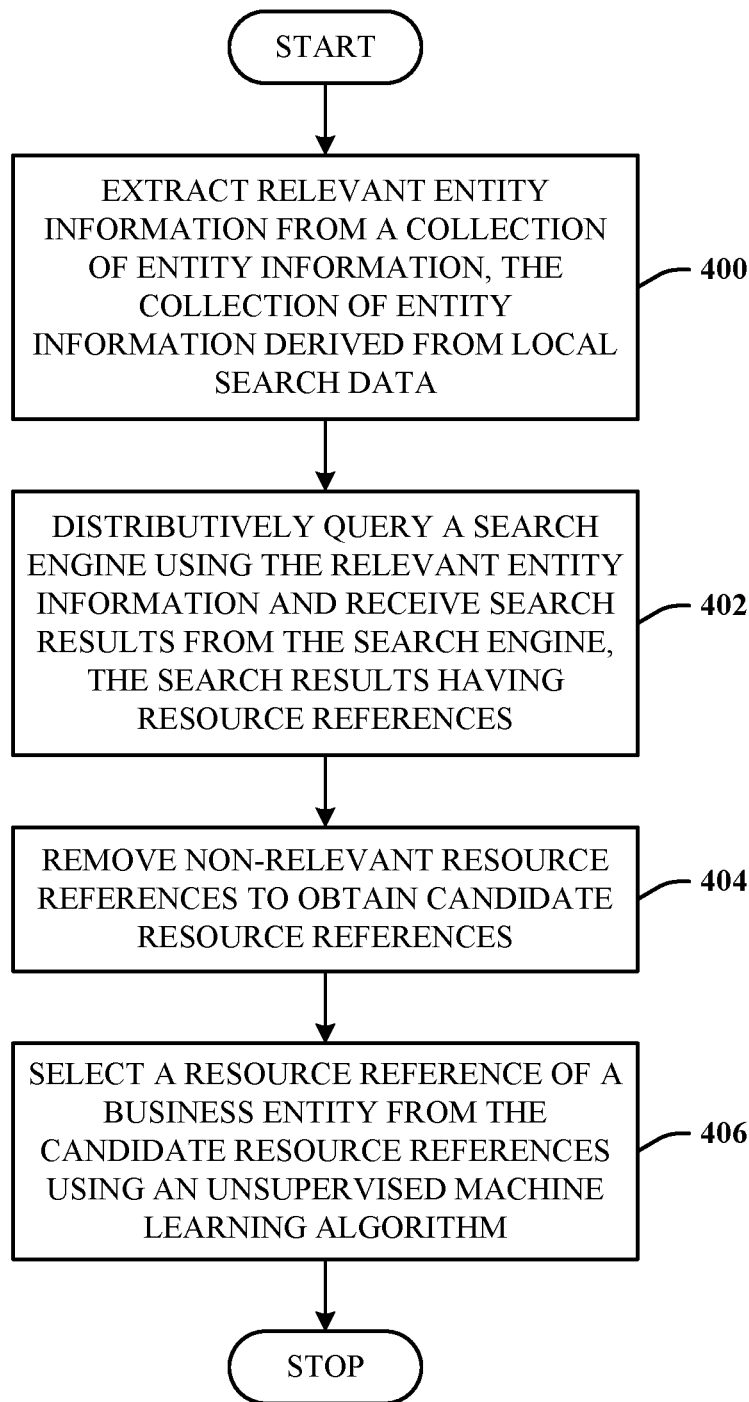 START
EXTRACT RELEVANT ENTITY
INFORMATION FROM A COLLECTION
OF ENTITY INFORMATION, THE
COLLECTION OF ENTITY
INFORMATION DERIVED FROM LOCAL
SEARCH DATA
400
DISTRIBUTIVELY QUERY A SEARCH
ENGINE USING THE RELEVANT ENTITY
INFORMATION AND RECEIVE SEARCH
RESULTS FROM THE SEARCH ENGINE,
THE SEARCH RESULTS HAVING
RESOURCE REFERENCES
402
REMOVE NON-RELEVANT RESOURCE
REFERENCES TO OBTAIN CANDIDATE
RESOURCE REFERENCES
404
SELECT A RESOURCE REFERENCE OF A
BUSINESS ENTITY FROM THE
CANDIDATE RESOURCE REFERENCES
USING AN UNSUPERVISED MACHINE
LEARNING ALGORITHM
406
STOP